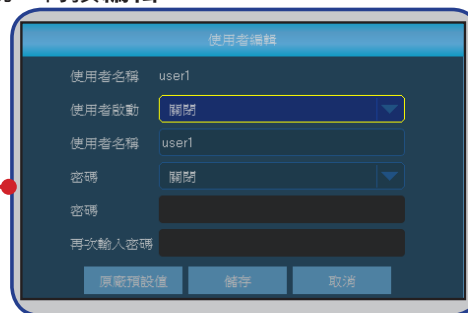 使用者編輯
使用者名稱 user1
使用者啟動 關閉
使用者名稱 user1
密碼 關閉
密碼
再次輸入密碼
原廠預設值 儲存 取消